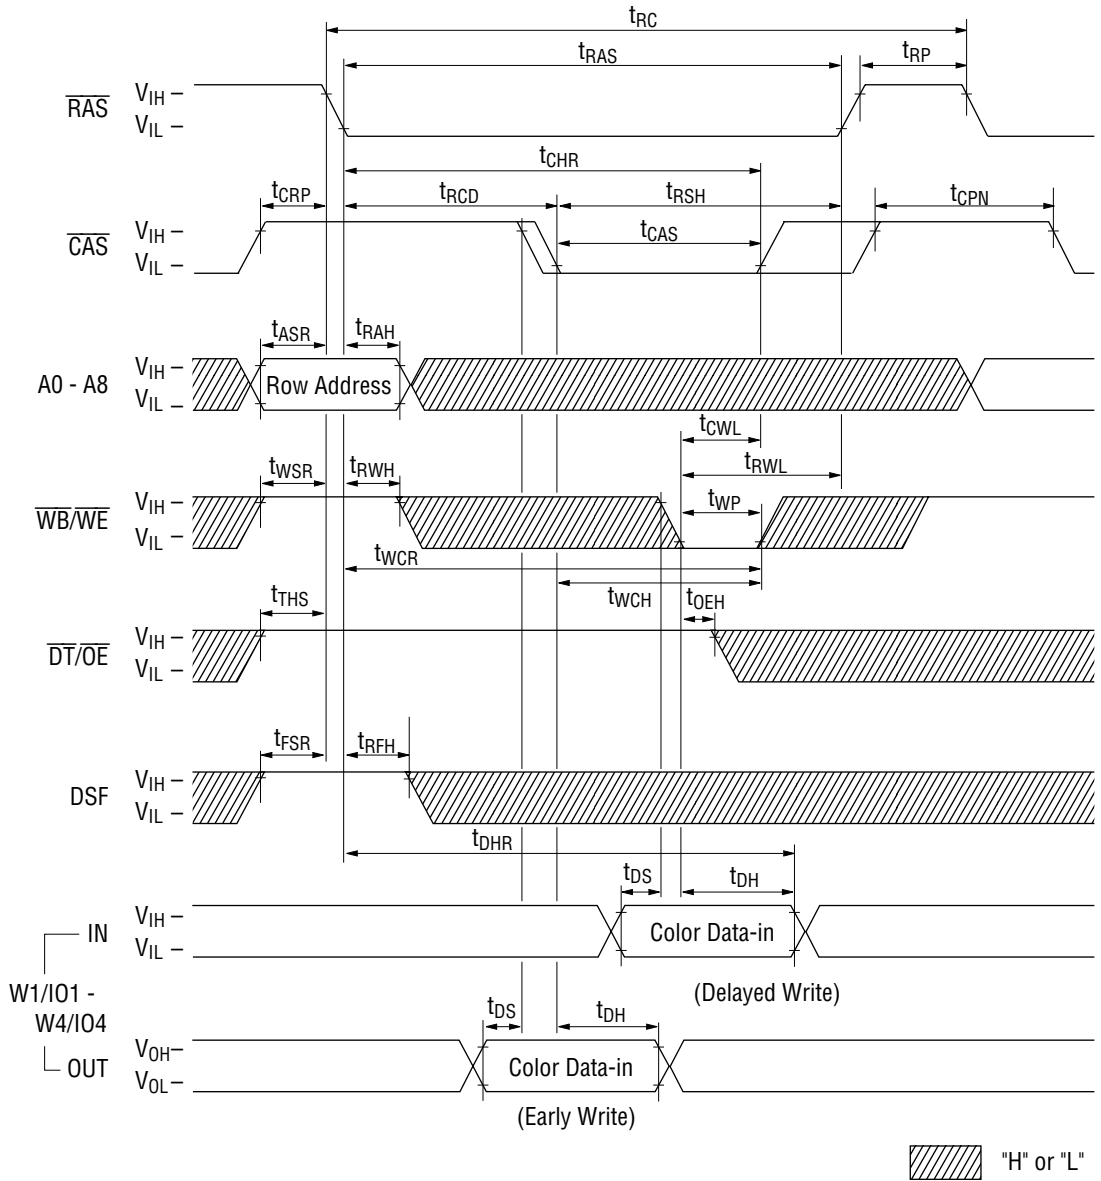 tRC
tRAS
tRP
RAS
VIH –
VIL –
tCHR
tCRP
tRCD
tRSH
tCPN
CAS
VIH –
VIL –
tCAS
tASR
tRAH
A0 - A8
VIH –
VIL –
Row Address
tCWL
tWSR
tRWH
tRWL
WB/WE
VIH –
VIL –
tWP
tWCR
tWCH
tTHS
tOEH
DT/OE
VIH –
VIL –
tFSR
tRFH
DSF
VIH –
VIL –
tDHR
tDS
tDH
IN
VIH –
VIL –
Color Data-in
(Delayed Write)
W1/IO1 -
W4/IO4
tDS
tDH
OUT
VOH –
VOL –
Color Data-in
(Early Write)
"H" or "L"